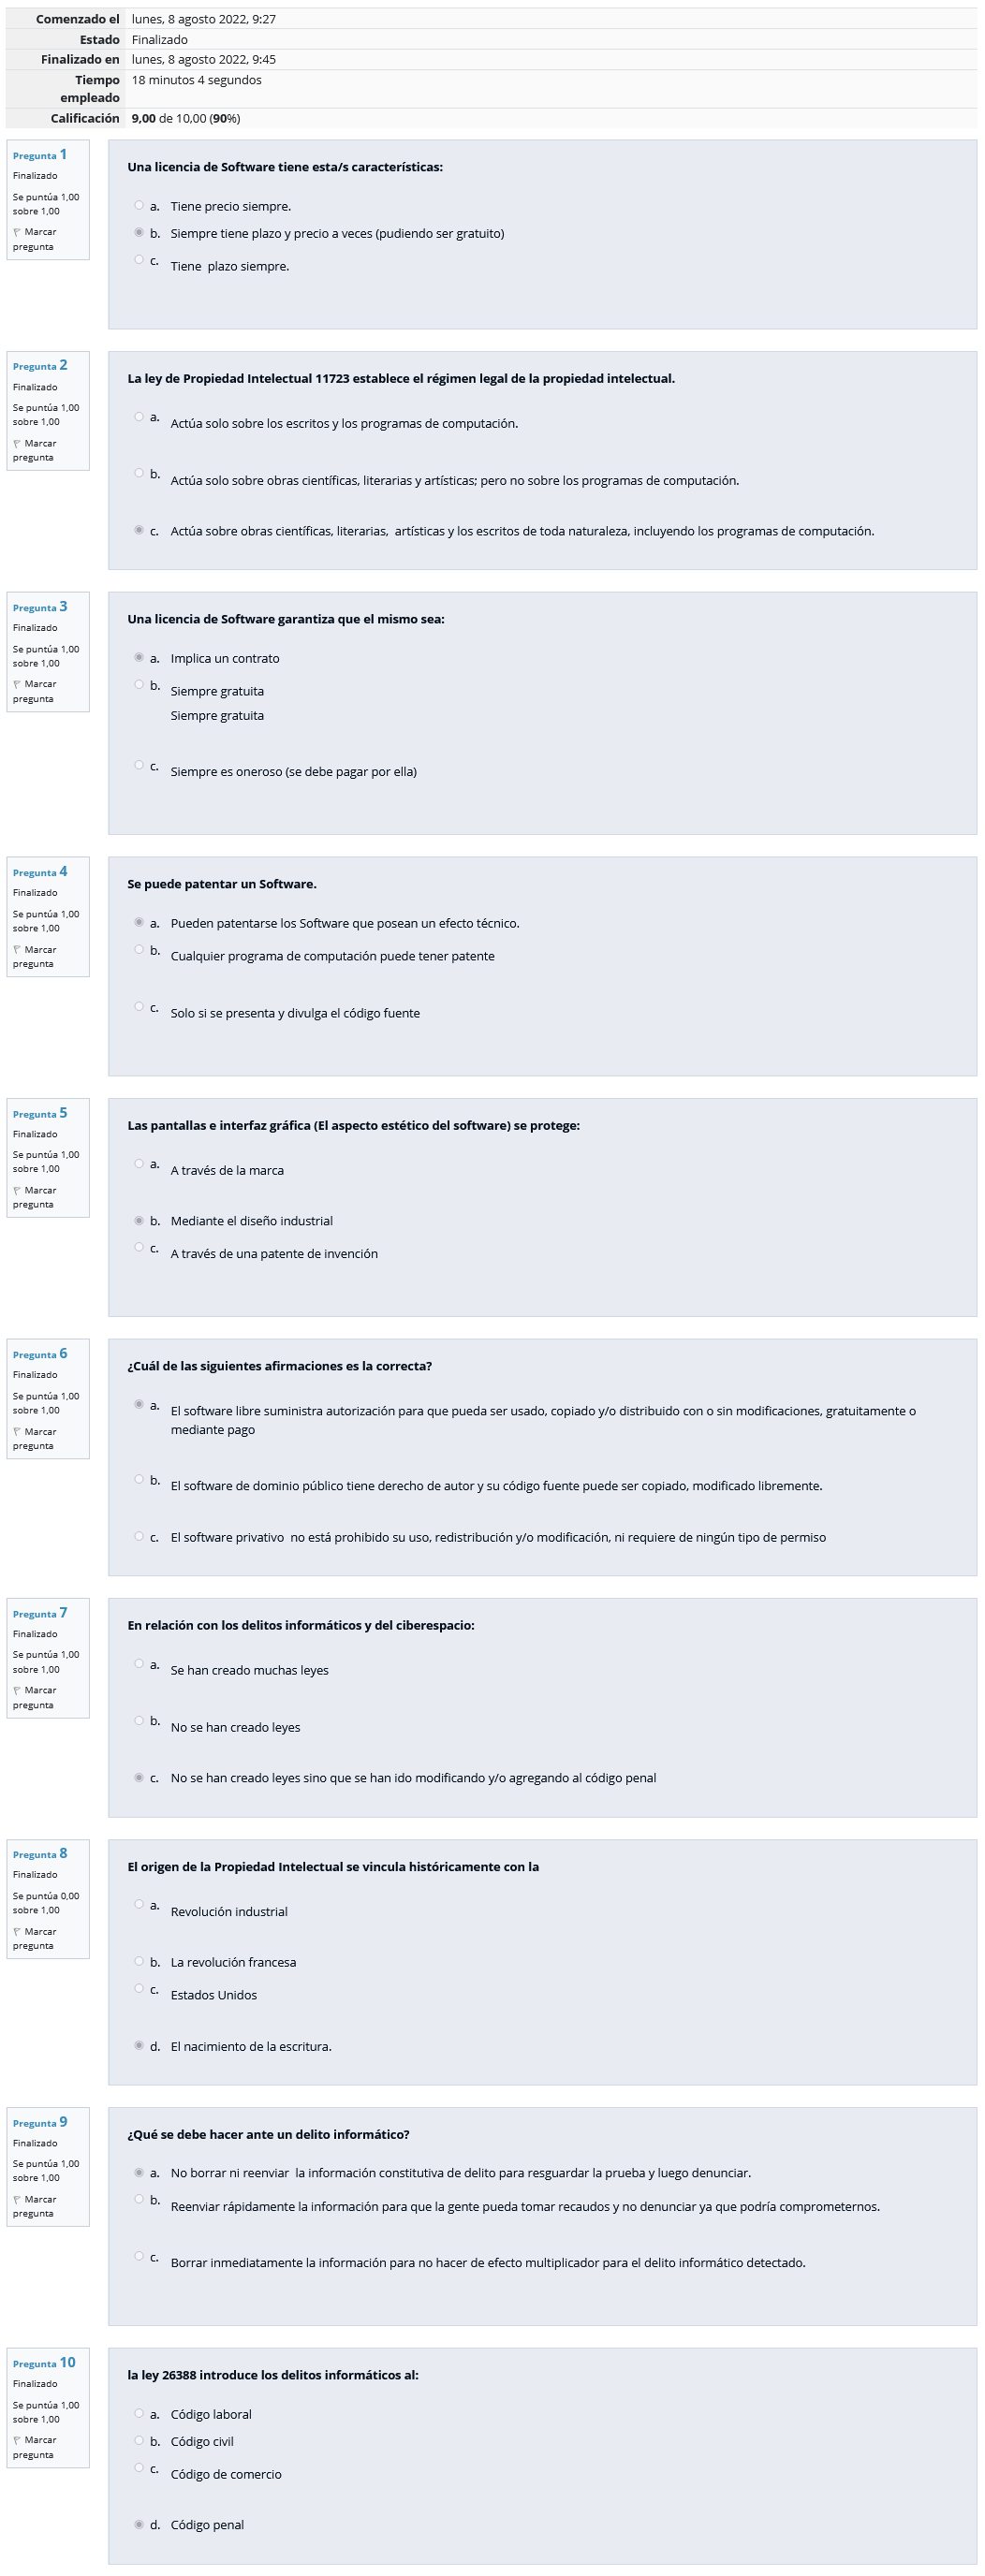 Comenzado el lunes, 8 agosto 2022, 9:27
Estado Finalizado
Finalizado en lunes, 8 agosto 2022, 9:45
Tiempo empleado 18 minutos 4 segundos
Calificación 9,00 de 10,00 (90%)
Pregunta 1
Finalizado
Se puntúa 1,00
sobre 1,00
Marcar
pregunta
Una licencia de Software tiene esta/s características:
a. Tiene precio siempre.
b. Siempre tiene plazo y precio a veces (pudiendo ser gratuito)
c. Tiene plazo siempre.
Pregunta 2
Finalizado
Se puntúa 1,00
sobre 1,00
Marcar
pregunta
La ley de Propiedad Intelectual 11723 establece el régimen legal de la propiedad intelectual.
a. Actúa solo sobre los escritos y los programas de computación.
b. Actúa solo sobre obras científicas, literarias y artísticas; pero no sobre los programas de computación.
c. Actúa sobre obras científicas, literarias, artísticas y los escritos de toda naturaleza, incluyendo los programas de computación.
Pregunta 3
Finalizado
Se puntúa 1,00
sobre 1,00
Marcar
pregunta
Una licencia de Software garantiza que el mismo sea:
a. Implica un contrato
b. Siempre gratuita
Siempre gratuita
c. Siempre es oneroso (se debe pagar por ella)
Pregunta 4
Finalizado
Se puntúa 1,00
sobre 1,00
Marcar
pregunta
Se puede patentar un Software.
a. Pueden patentarse los Software que posean un efecto técnico.
b. Cualquier programa de computación puede tener patente
c. Solo si se presenta y divulga el código fuente
Pregunta 5
Finalizado
Se puntúa 1,00
sobre 1,00
Marcar
pregunta
Las pantallas e interfaz gráfica (El aspecto estético del software) se protege:
a. A través de la marca
b. Mediante el diseño industrial
c. A través de una patente de invención
Pregunta 6
Finalizado
Se puntúa 1,00
sobre 1,00
Marcar
pregunta
¿Cuál de las siguientes afirmaciones es la correcta?
a. El software libre suministra autorización para que pueda ser usado, copiado y/o distribuido con o sin modificaciones, gratuitamente o
mediante pago
b. El software de dominio público tiene derecho de autor y su código fuente puede ser copiado, modificado libremente.
c. El software privativo no está prohibido su uso, redistribución y/o modificación, ni requiere de ningún tipo de permiso
Pregunta 7
Finalizado
Se puntúa 1,00
sobre 1,00
Marcar
pregunta
En relación con los delitos informáticos y del ciberespacio:
a. Se han creado muchas leyes
b. No se han creado leyes
c. No se han creado leyes sino que se han ido modificando y/o agregando al código penal
Pregunta 8
Finalizado
Se puntúa 0,00
sobre 1,00
Marcar
pregunta
El origen de la Propiedad Intelectual se vincula históricamente con la
a. Revolución industrial
b. La revolución francesa
c. Estados Unidos
d. El nacimiento de la escritura.
Pregunta 9
Finalizado
Se puntúa 1,00
sobre 1,00
Marcar
pregunta
¿Qué se debe hacer ante un delito informático?
a. No borrar ni reenviar la información constitutiva de delito para resguardar la prueba y luego denunciar.
b. Reenviar rápidamente la información para que la gente pueda tomar recaudos y no denunciar ya que podría comprometernos.
c. Borrar inmediatamente la información para no hacer de efecto multiplicador para el delito informático detectado.
Pregunta 10
Finalizado
Se puntúa 1,00
sobre 1,00
Marcar
pregunta
la ley 26388 introduce los delitos informáticos al:
a. Código laboral
b. Código civil
c. Código de comercio
d. Código penal